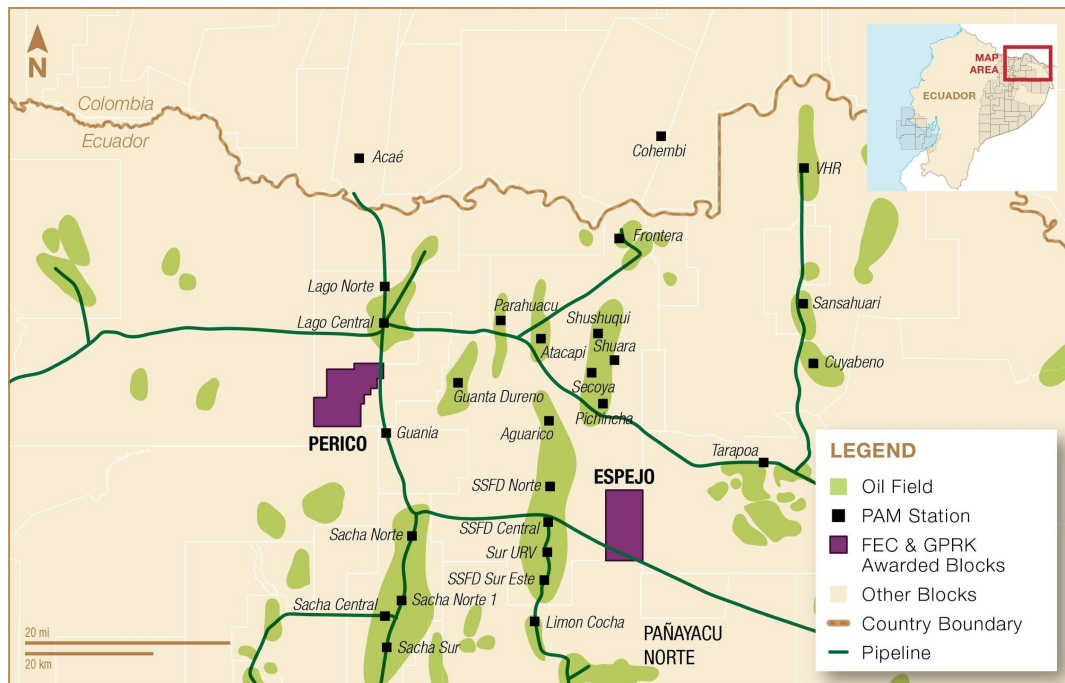 N
Colombia
Ecuador
MAP
AREA
ECUADOR
Acaé
Cohembi
VHR
Frontera
Lago Norte
Parahuacu
Sansahuari
Lago Central
Shushuqui
Atacapi
Shuara
Cuyabeno
Guanta Dureno
Secoya
Pichincha
PERICO
Guania
Aguarico
Tarapoa
ESPEJO
SSFD Norte
SSFD Central
Sacha Norte
Sur URV
SSFD Sur Este
Sacha Central
Sacha Norte 1
Limon Cocha
PAÑAYACU
NORTE
Sacha Sur
20 mi
20 km
LEGEND
Oil Field
PAM Station
FEC & GPRK
Awarded Blocks
Other Blocks
Country Boundary
Pipeline